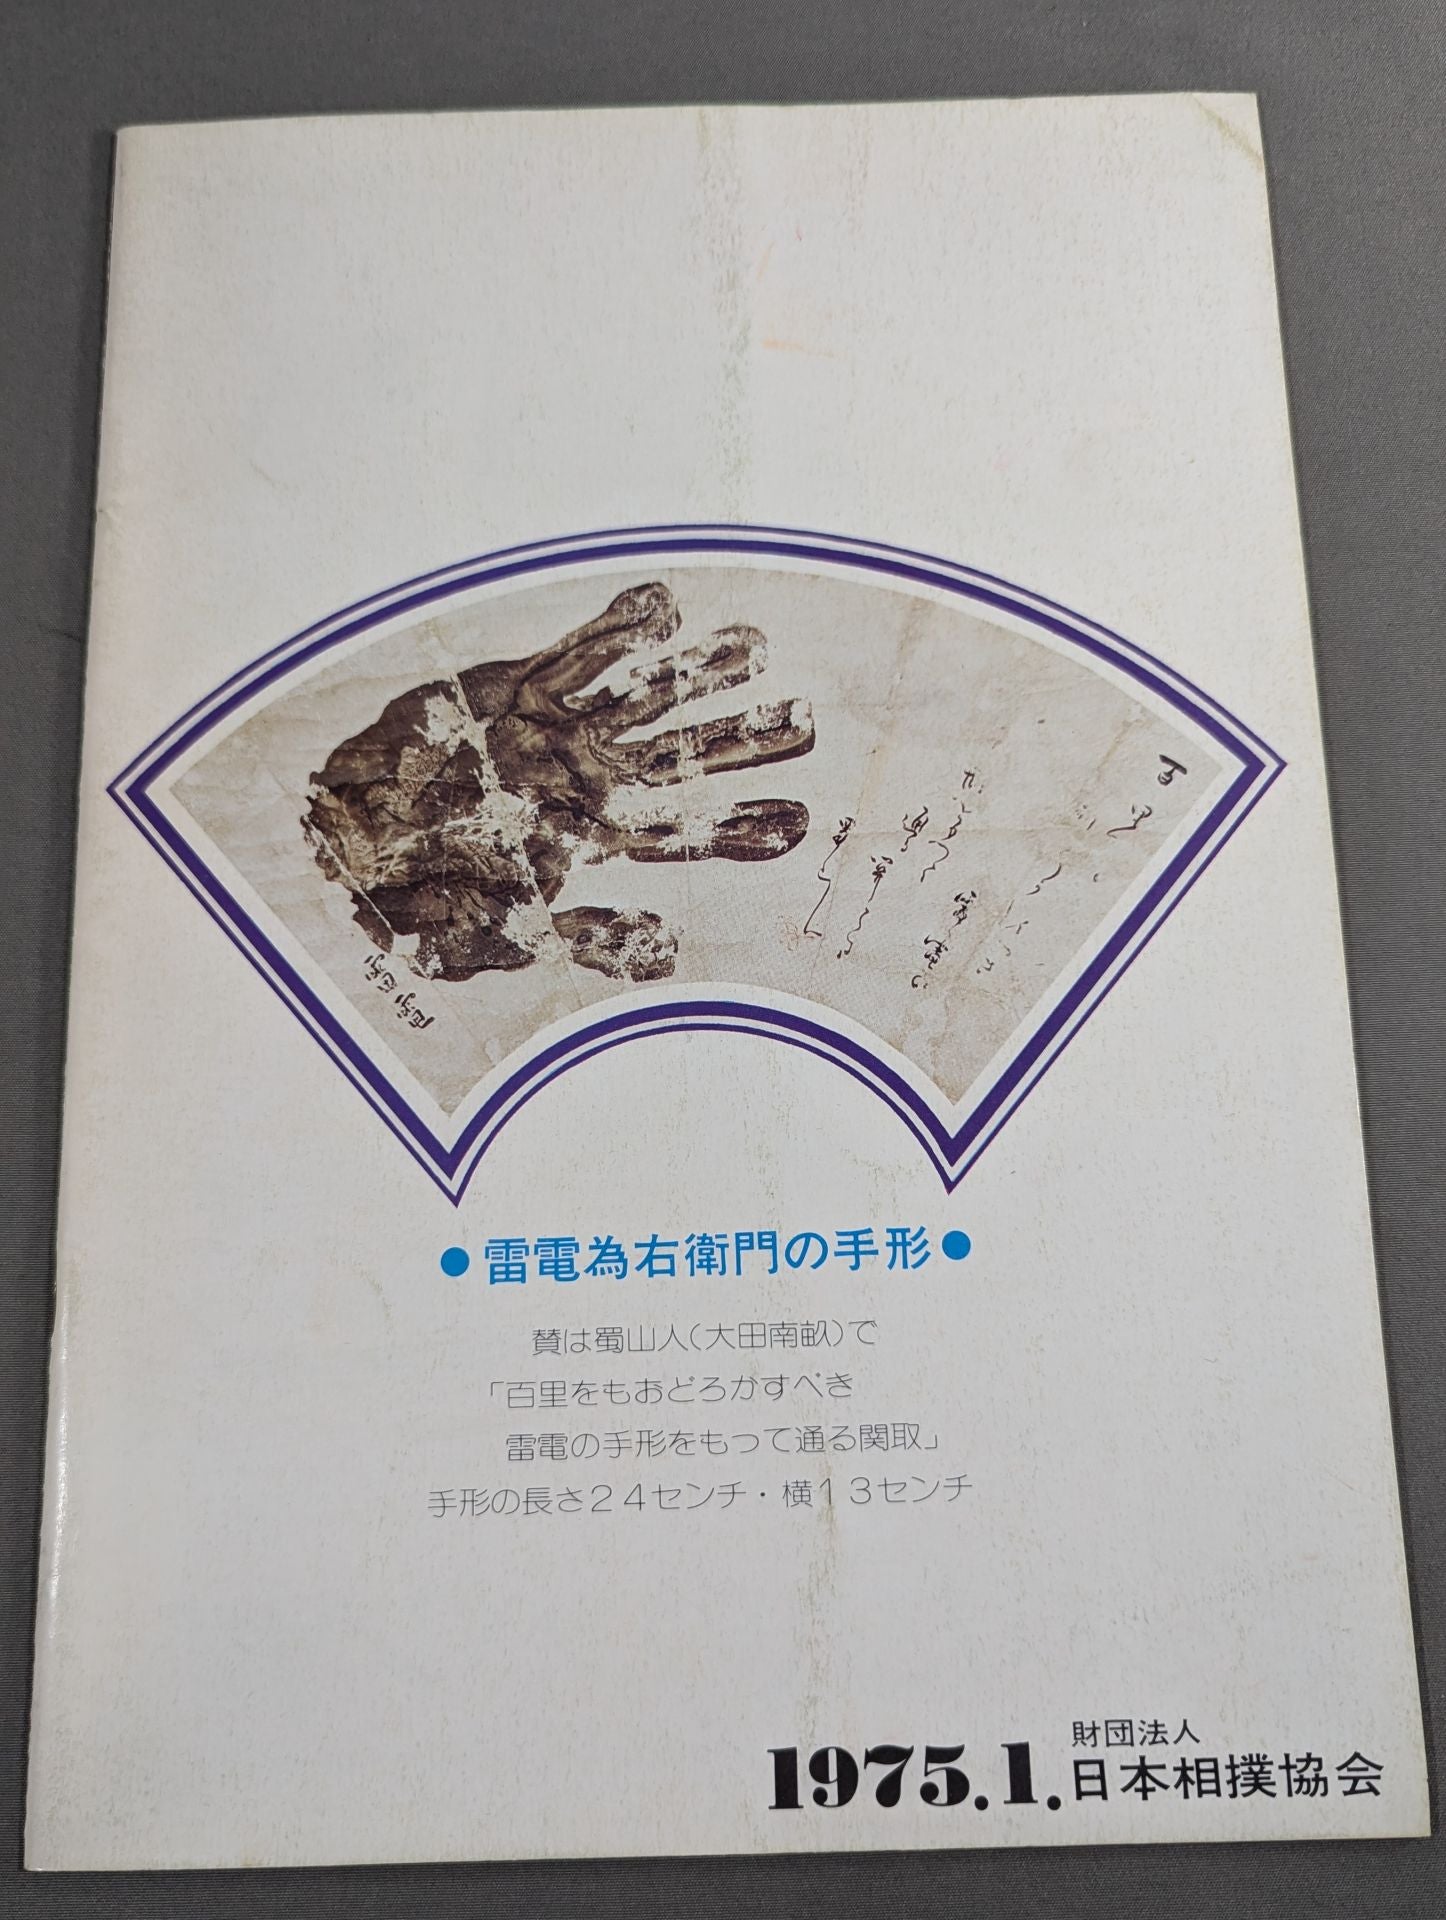 百里
●雷電為右衛門の手形●
賛は蜀山人(大田南畝)で
「百里をもおどろかすべき
雷電の手形をもって通る関取」
手形の長さ24センチ・横13センチ
1975.1.
財団法人
日本相撲協会